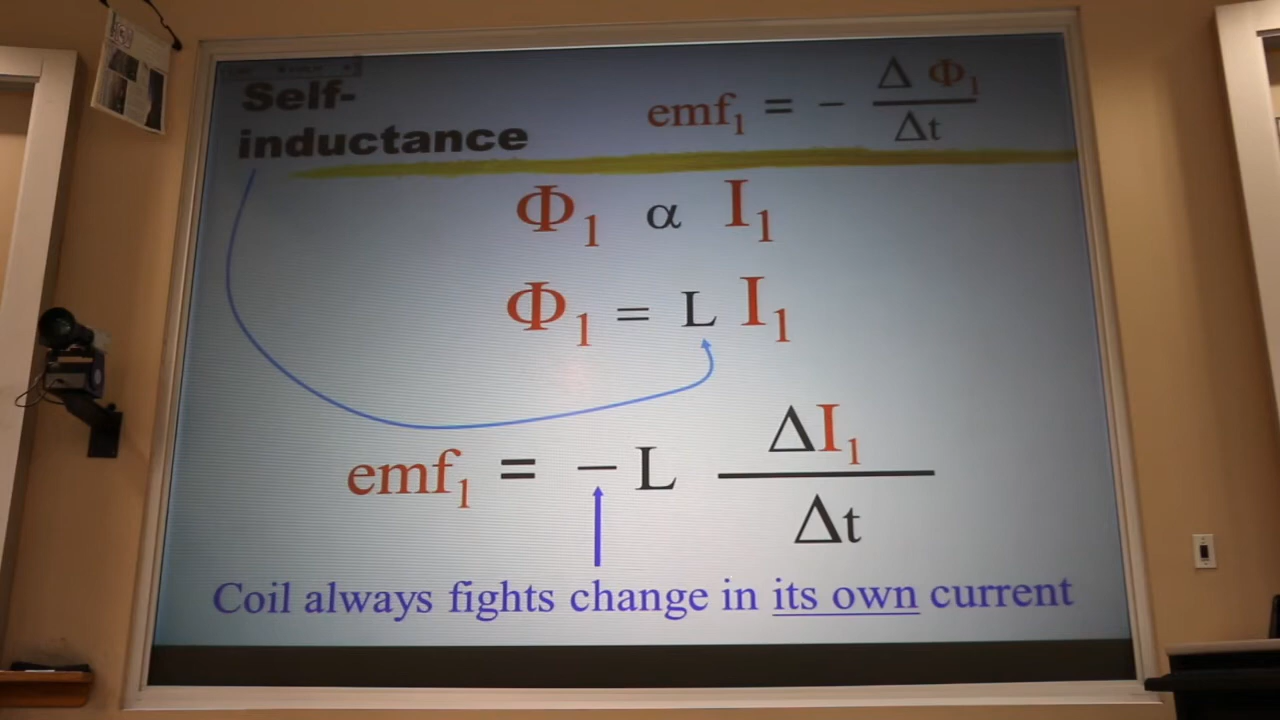 Self-
inductance
emf₁ = - Δ Φ₁ / Δt
Φ₁ α I₁
Φ₁ = L I₁
emf₁ = − L ΔI₁ / Δt
Coil always fights change in its own current